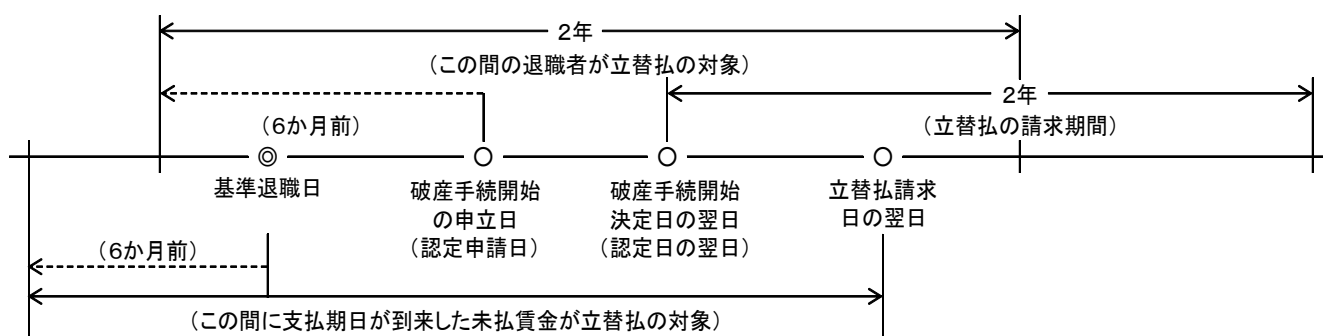 2年
(この間の退職者が立替払の対象)
2年
(6か月前)
(立替払の請求期間)
基準退職日
破産手続開始
の申立日
(認定申請日)
破産手続開始
決定日の翌日
(認定日の翌日)
立替払請求
日の翌日
(6か月前)
(この間に支払期日が到来した未払賃金が立替払の対象)